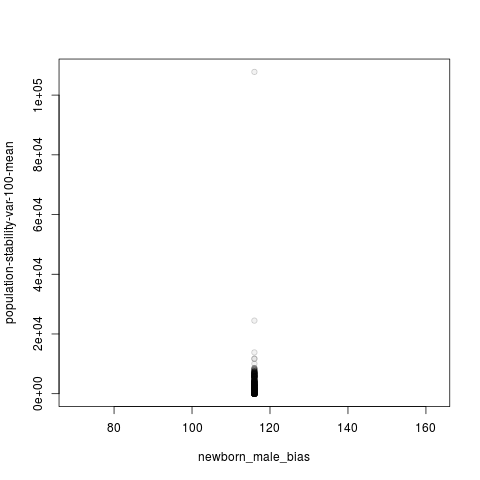 population-stability-var-100-mean
1e+05
8e+04
6e+04
4e+04
2e+04
0e+00
80
100
120
140
160
newborn_male_bias